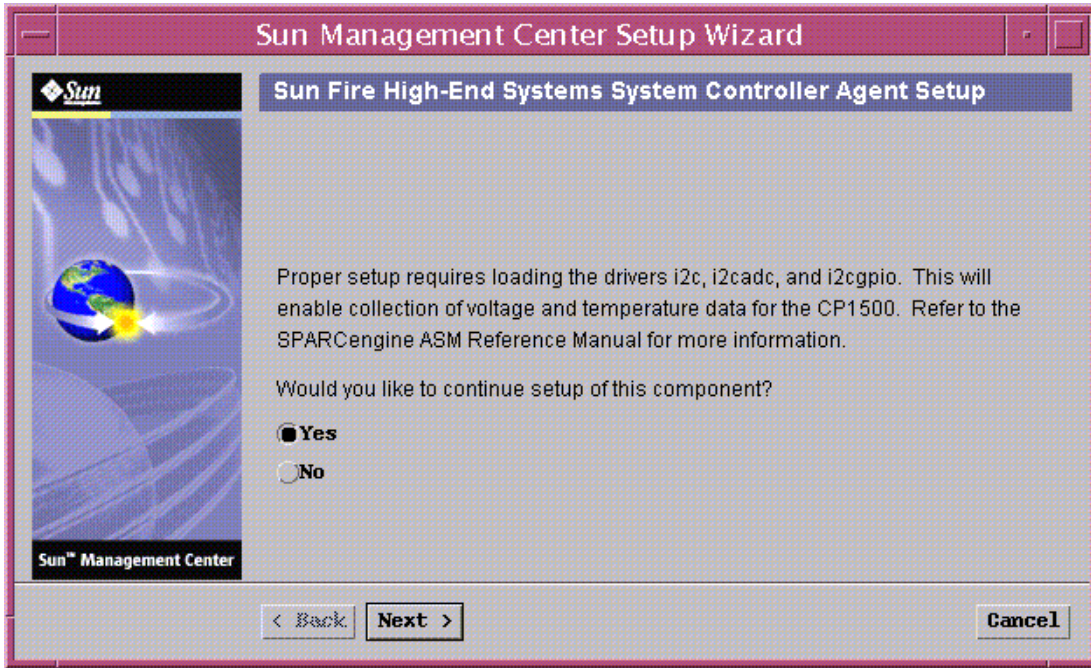 Sun Management Center Setup Wizard
Sun
Sun Fire High-End Systems System Controller Agent Setup
Proper setup requires loading the drivers i2c, i2cadc, and i2cgpio. This will
enable collection of voltage and temperature data for the CP1500. Refer to the
SPARCengine ASM Reference Manual for more information.
Would you like to continue setup of this component?
Yes
No
Sun™ Management Center
< Back
Next >
Cancel